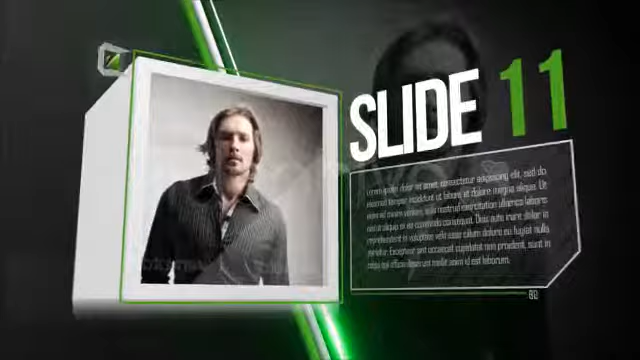 SLIDE 11
Lorem ipsum dolor sit amet, consectetur adipisicing elit, sed do
eiusmod tempor incididunt ut labore et dolore magna aliqua. Ut
enim ad minim veniam, quis nostrud exercitation ullamco laboris
nisi ut aliquip ex ea commodo consequat. Duis aute irure dolor in
reprehenderit in voluptate velit esse cillum dolore eu fugiat nulla
pariatur. Excepteur sint occaecat cupidatat non proident, sunt in
culpa qui officia deserunt mollit anim id est laborum.